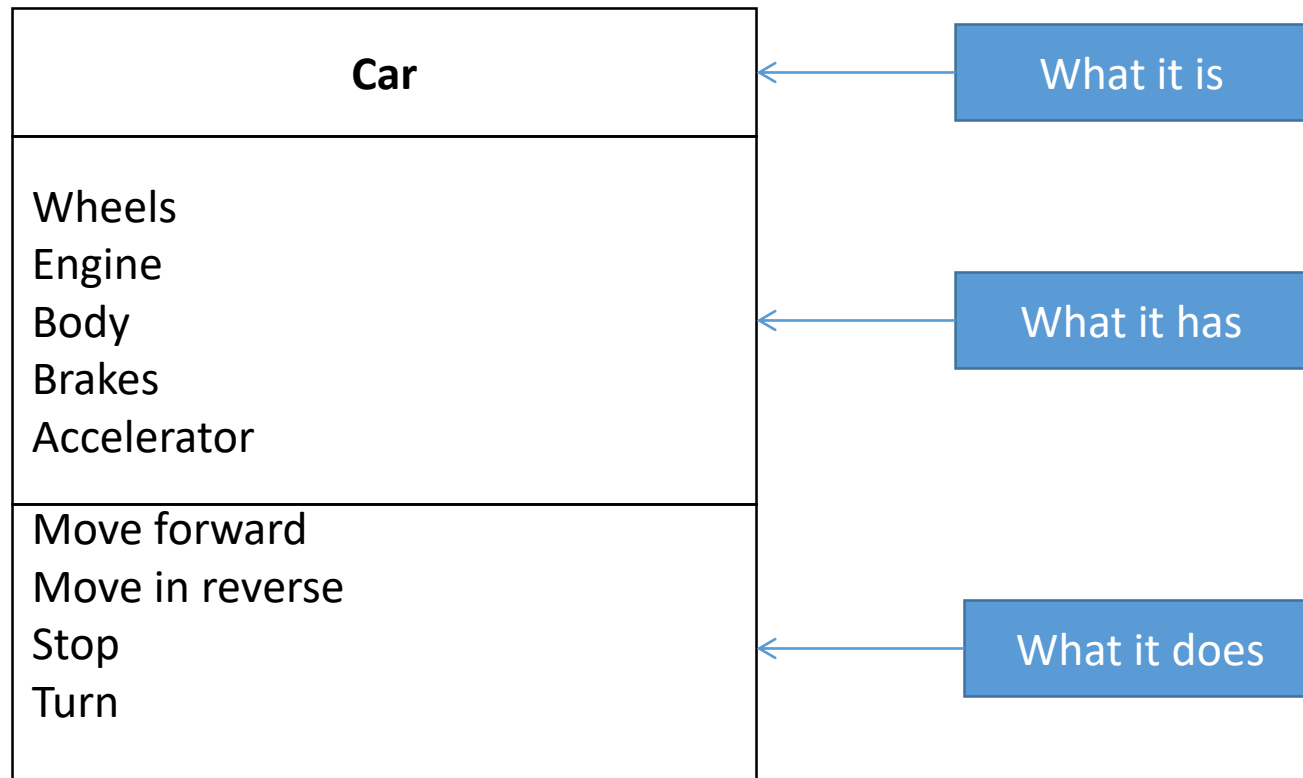 Car
What it is
Wheels
Engine
Body
Brakes
Accelerator
What it has
Move forward
Move in reverse
Stop
Turn
What it does